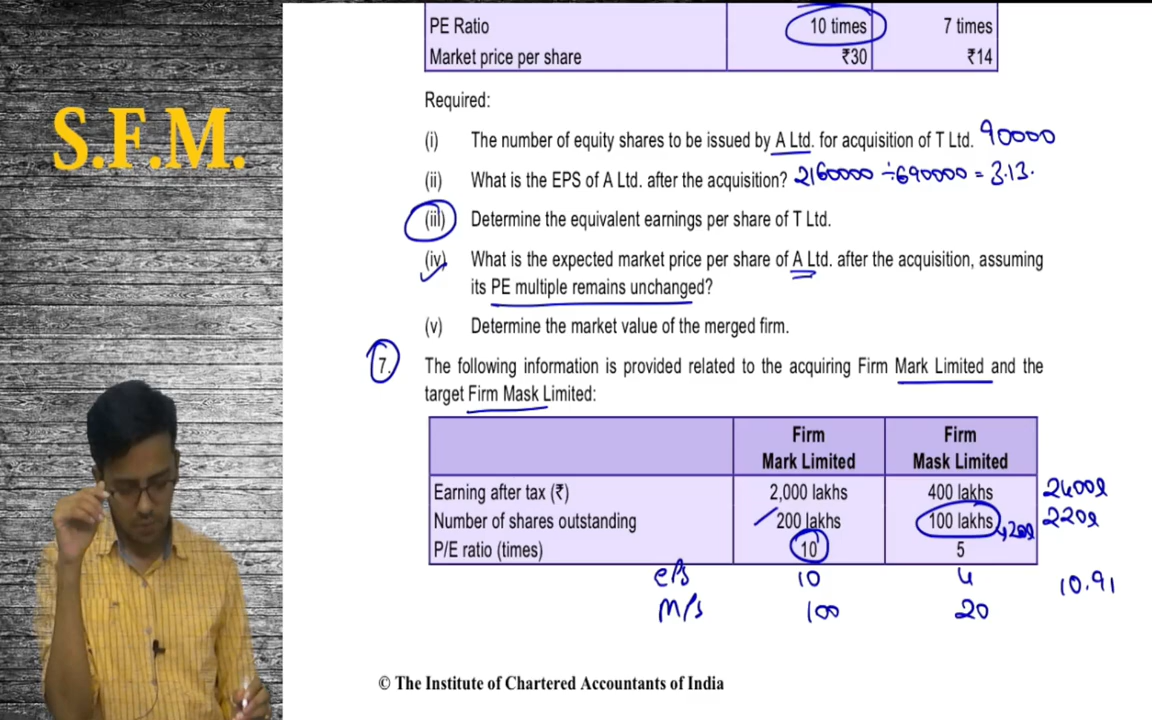 S.F.M.
PE Ratio 10 times 7 times
Market price per share ₹30 ₹14
Required:
(i) The number of equity shares to be issued by A Ltd. for acquisition of T Ltd. 90000
(ii) What is the EPS of A Ltd. after the acquisition? 2160000 ÷690000 = 3.13.
(iii) Determine the equivalent earnings per share of T Ltd.
(iv) What is the expected market price per share of A Ltd. after the acquisition, assuming
its PE multiple remains unchanged?
(v) Determine the market value of the merged firm.
7. The following information is provided related to the acquiring Firm Mark Limited and the
target Firm Mask Limited:
Firm Firm
Mark Limited Mask Limited
Earning after tax (₹) 2,000 lakhs 400 lakhs 2400l
Number of shares outstanding 200 lakhs 100 lakhs 220l
P/E ratio (times) 10 5
eps 10 4 10.91
M/s 100 20
© The Institute of Chartered Accountants of India